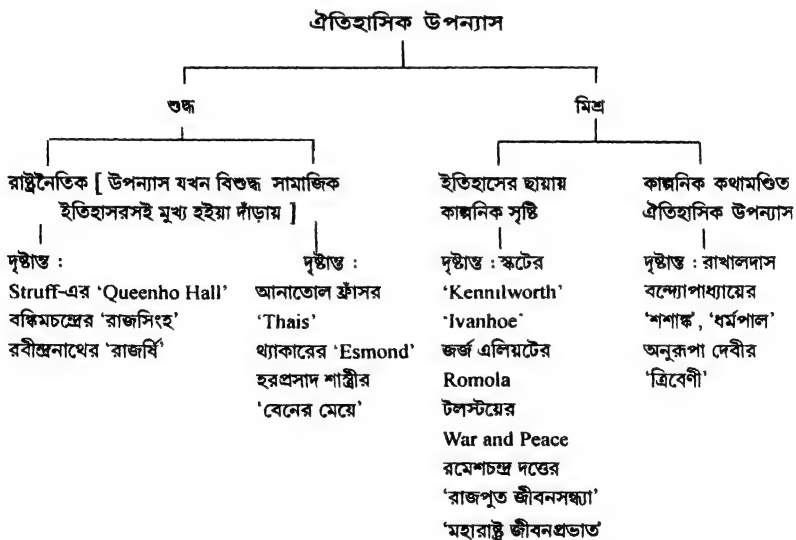 ঐতিহাসিক উপন্যাস
শুদ্ধ
মিশ্র
রাষ্ট্রনৈতিক [ উপন্যাস যখন বিশুদ্ধ সামাজিক
ইতিহাসরসই মুখ্য হইয়া দাঁড়ায় ]
দৃষ্টান্ত :
Struff-এর ‘Queenho Hall’
বঙ্কিমচন্দ্রের ‘রাজসিংহ’
রবীন্দ্রনাথের ‘রাজর্ষি’
দৃষ্টান্ত :
আনাতোল ফ্রাঁসর
‘Thais’
থ্যাকারের ‘Esmond’
হরপ্রসাদ শাস্ত্রীর
‘বেনের মেয়ে’
ইতিহাসের ছায়ায়
কাল্পনিক সৃষ্টি
দৃষ্টান্ত : স্কটের
‘Kennilworth’
‘Ivanhoe’
জর্জ এলিয়টের
Romola
টলস্টয়ের
War and Peace
রমেশচন্দ্র দত্তের
‘রাজপুত জীবনসন্ধ্যা’
‘মহারাষ্ট্র জীবনপ্রভাত’
কাল্পনিক কথামণ্ডিত
ঐতিহাসিক উপন্যাস
দৃষ্টান্ত : রাখালদাস
বন্দ্যোপাধ্যায়ের
‘শশাঙ্ক’, ‘ধর্মপাল’
অনুরূপা দেবীর
‘ত্রিবেণী’